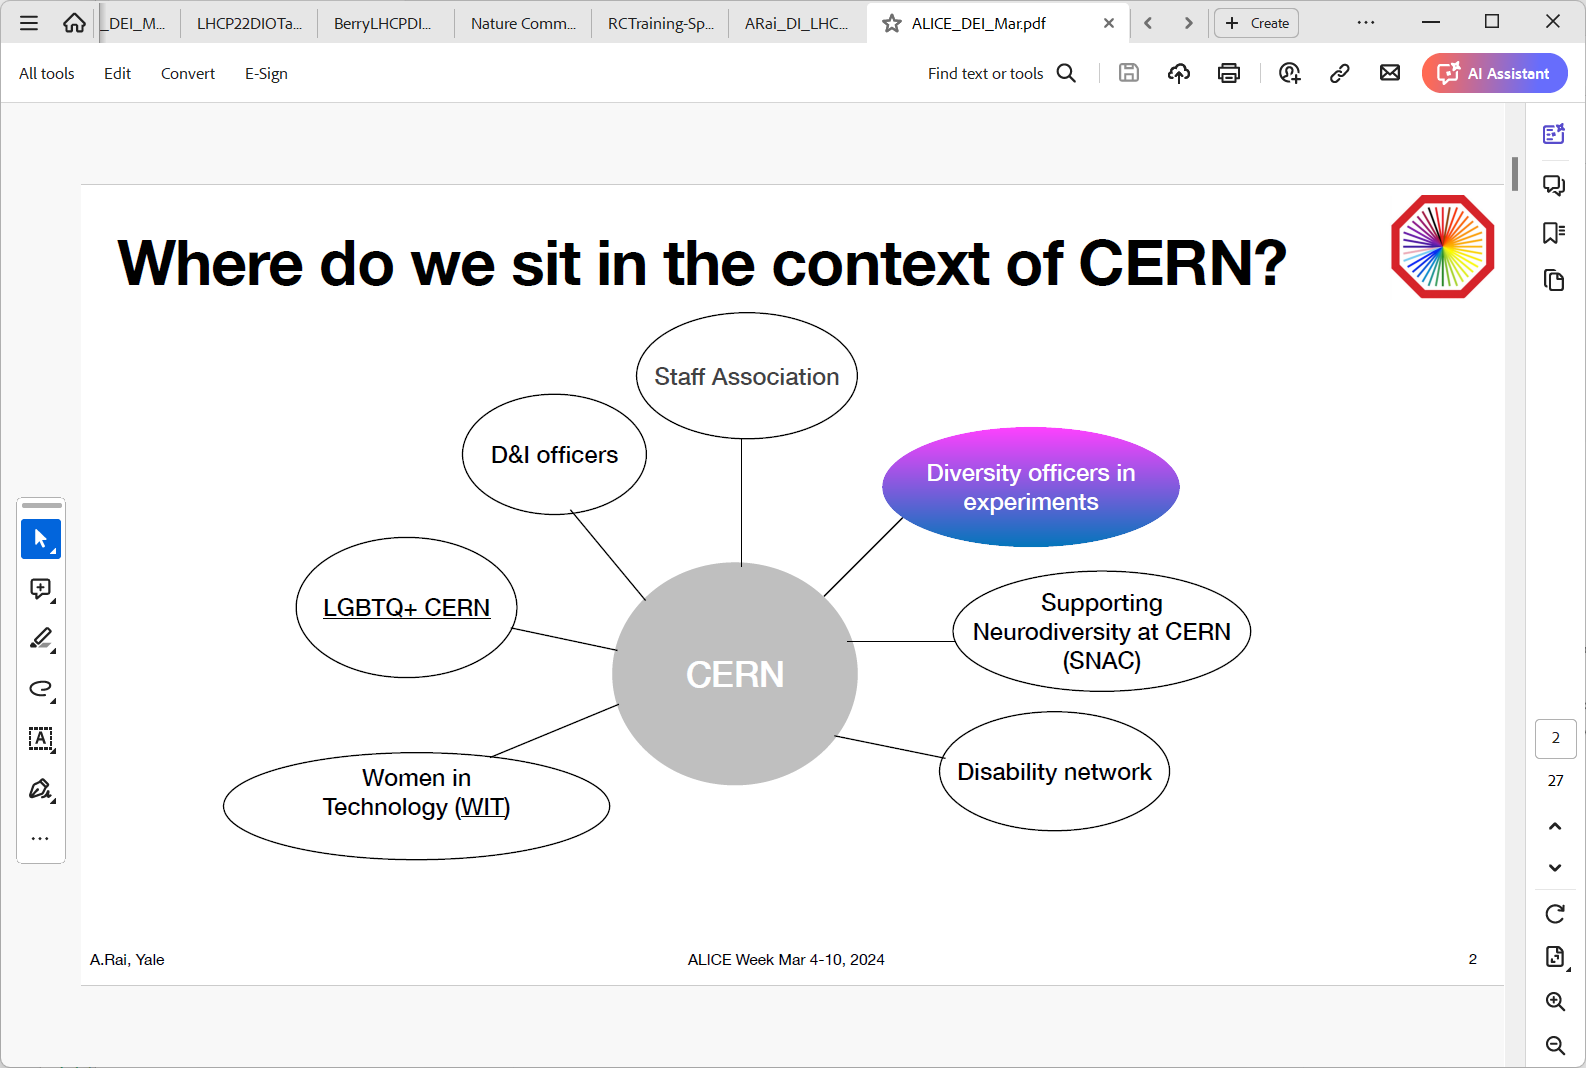 _DEI_M...
LHCP22DIOTa...
BerryLHCPDI...
Nature Comm...
RCTraining-Sp...
ARai_DI_LHC...
ALICE_DEI_Mar.pdf
Create
All tools
Edit
Convert
E-Sign
Find text or tools
AI Assistant
Where do we sit in the context of CERN?
Staff Association
D&I officers
Diversity officers in
experiments
LGBTQ+ CERN
Supporting
Neurodiversity at CERN
(SNAC)
CERN
Women in
Technology (WIT)
Disability network
2
27
A.Rai, Yale
ALICE Week Mar 4-10, 2024
2